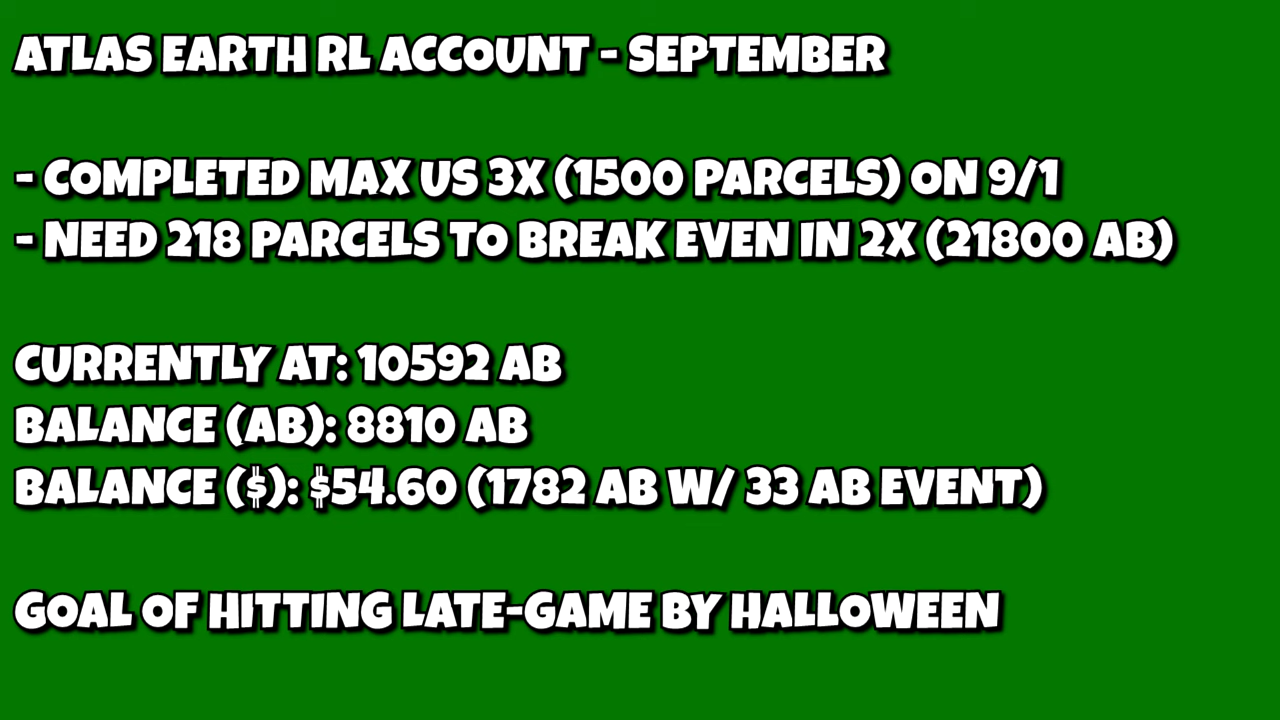 ATLAS EARTH RL ACCOUNT - SEPTEMBER
- COMPLETED MAX US 3X (1500 PARCELS) ON 9/1
- NEED 218 PARCELS TO BREAK EVEN IN 2X (21800 AB)
CURRENTLY AT: 10592 AB
BALANCE (AB): 8810 AB
BALANCE ($): $54.60 (1782 AB W/ 33 AB EVENT)
GOAL OF HITTING LATE-GAME BY HALLOWEEN